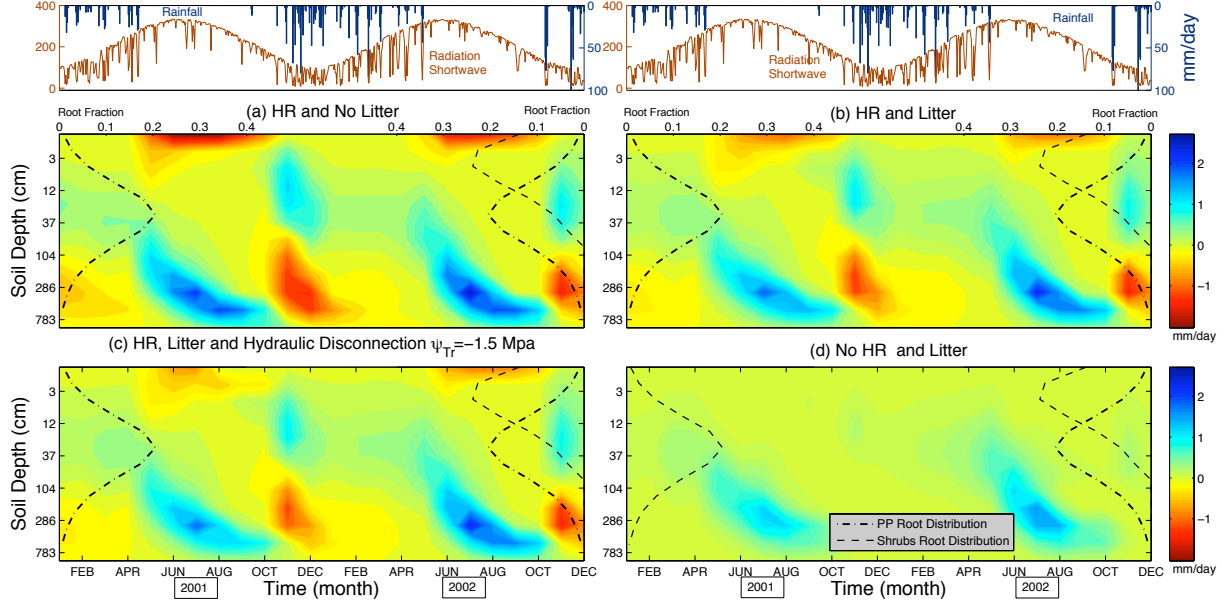 400
200
0
Rainfall
Radiation
Shortwave
0
50
100
400
200
0
Rainfall
Radiation
Shortwave
0
50
100
mm/day
(a) HR and No Litter
Root Fraction
Root Fraction
0 0.1 0.2 0.3 0.4 0.4 0.2 0.1 0
(b) HR and Litter
Root Fraction
Root Fraction
0 0.1 0.2 0.3 0.4 0.4 0.2 0.1 0
Soil Depth (cm)
3
12
37
104
286
783
3
12
37
104
286
783
2
1
0
−1
mm/day
(c) HR, Litter and Hydraulic Disconnection ψTr=−1.5 Mpa
(d) No HR and Litter
Soil Depth (cm)
3
12
37
104
286
783
3
12
37
104
286
783
PP Root Distribution
Shrubs Root Distribution
2
1
0
−1
mm/day
FEB APR JUN AUG OCT DEC FEB APR JUN AUG OCT DEC
FEB APR JUN AUG OCT DEC FEB APR JUN AUG OCT DEC
2001 Time (month) 2002
2001 Time (month) 2002